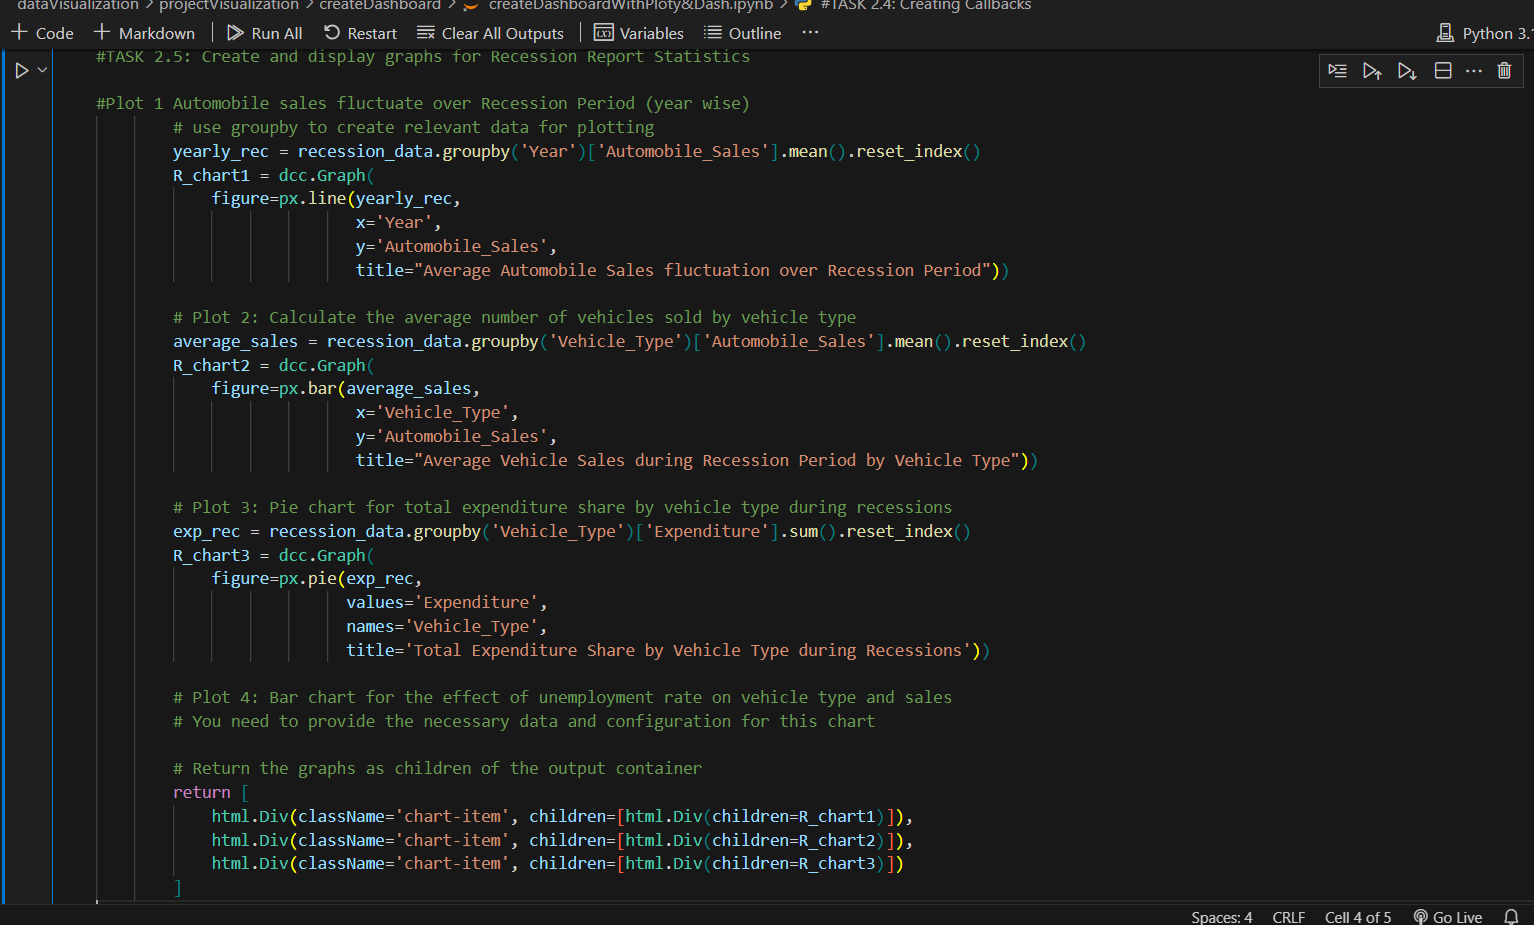 dataVisualization > projectVisualization > createDashboard > createDashboardWithPloty&Dash.ipynb > #TASK 2.4: Creating Callbacks
+ Code + Markdown | Run All Restart Clear All Outputs | Variables Outline ... Python 3.1
#TASK 2.5: Create and display graphs for Recession Report Statistics
#Plot 1 Automobile sales fluctuate over Recession Period (year wise)
# use groupby to create relevant data for plotting
yearly_rec = recession_data.groupby('Year')['Automobile_Sales'].mean().reset_index()
R_chart1 = dcc.Graph(
figure=px.line(yearly_rec,
x='Year',
y='Automobile_Sales',
title="Average Automobile Sales fluctuation over Recession Period"))
# Plot 2: Calculate the average number of vehicles sold by vehicle type
average_sales = recession_data.groupby('Vehicle_Type')['Automobile_Sales'].mean().reset_index()
R_chart2 = dcc.Graph(
figure=px.bar(average_sales,
x='Vehicle_Type',
y='Automobile_Sales',
title="Average Vehicle Sales during Recession Period by Vehicle Type"))
# Plot 3: Pie chart for total expenditure share by vehicle type during recessions
exp_rec = recession_data.groupby('Vehicle_Type')['Expenditure'].sum().reset_index()
R_chart3 = dcc.Graph(
figure=px.pie(exp_rec,
values='Expenditure',
names='Vehicle_Type',
title='Total Expenditure Share by Vehicle Type during Recessions'))
# Plot 4: Bar chart for the effect of unemployment rate on vehicle type and sales
# You need to provide the necessary data and configuration for this chart
# Return the graphs as children of the output container
return [
html.Div(className='chart-item', children=[html.Div(children=R_chart1)]),
html.Div(className='chart-item', children=[html.Div(children=R_chart2)]),
html.Div(className='chart-item', children=[html.Div(children=R_chart3)])
]
Spaces: 4 CRLF Cell 4 of 5 Go Live